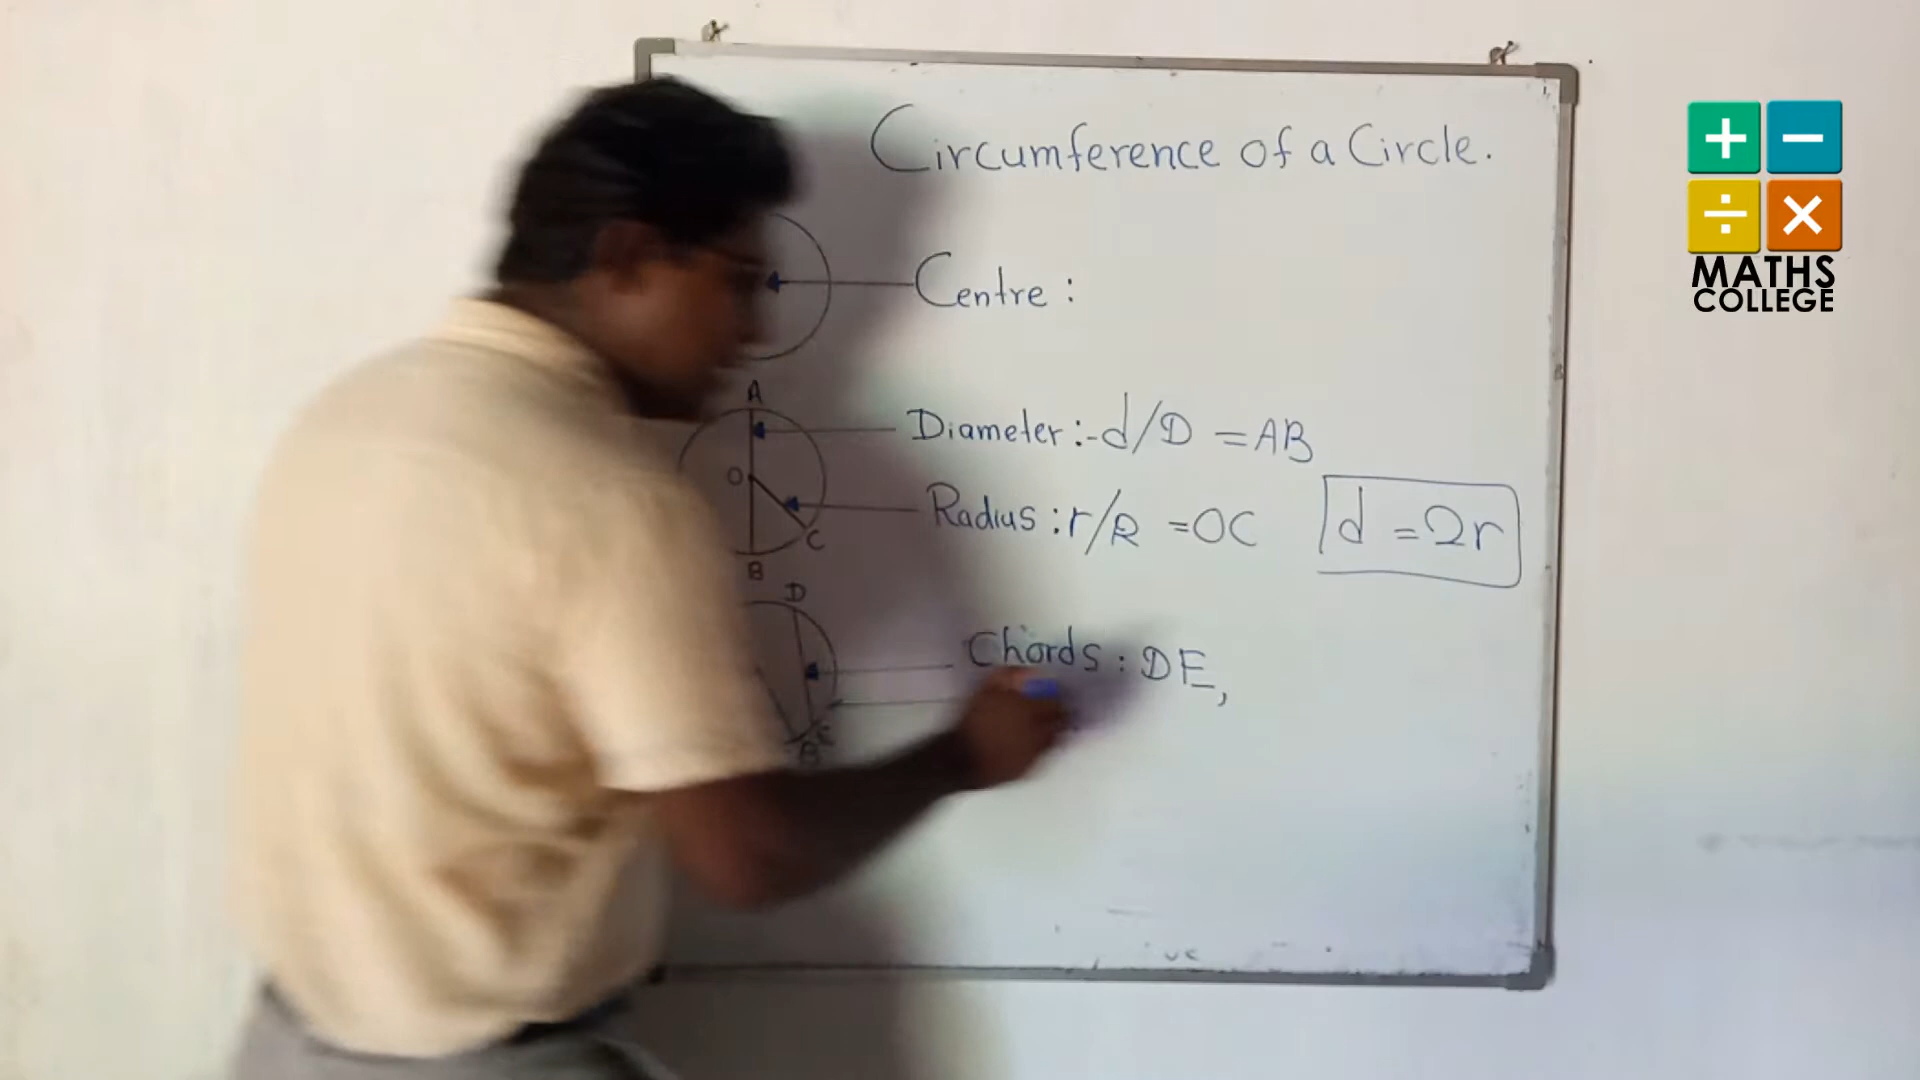 Circumference of a Circle.
Centre :
A
Diameter :- d/D = AB
O
Radius : r/R = OC
d = 2r
C
B
D
Chords : DE,
B E
+ −
÷ ×
MATHS
COLLEGE